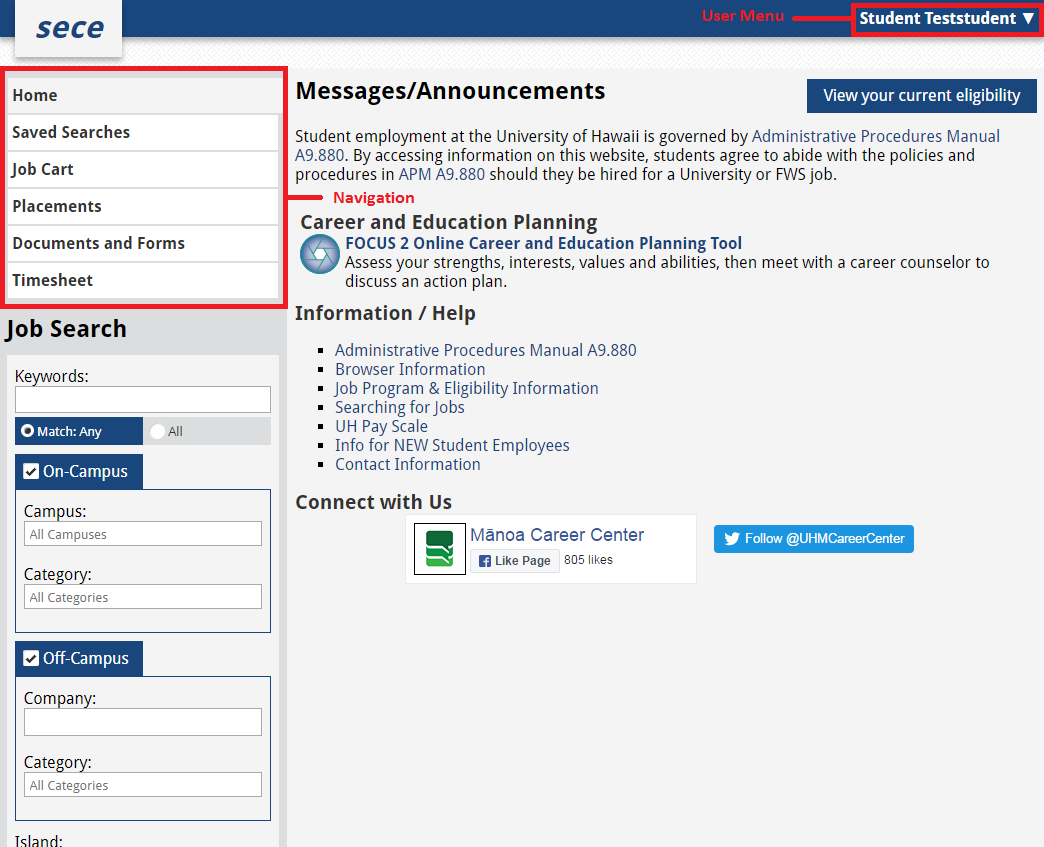 sece
User Menu
Student Teststudent ▼
Home
Saved Searches
Job Cart
Placements
Documents and Forms
Timesheet
Navigation
Job Search
Keywords:
Match: Any
All
On-Campus
Campus:
All Campuses
Category:
All Categories
Off-Campus
Company:
Category:
All Categories
Island:
Messages/Announcements
View your current eligibility
Student employment at the University of Hawaii is governed by Administrative Procedures Manual
A9.880. By accessing information on this website, students agree to abide with the policies and
procedures in APM A9.880 should they be hired for a University or FWS job.
Career and Education Planning
FOCUS 2 Online Career and Education Planning Tool
Assess your strengths, interests, values and abilities, then meet with a career counselor to
discuss an action plan.
Information / Help
Administrative Procedures Manual A9.880
Browser Information
Job Program & Eligibility Information
Searching for Jobs
UH Pay Scale
Info for NEW Student Employees
Contact Information
Connect with Us
Mānoa Career Center
Like Page
805 likes
Follow @UHMCareerCenter